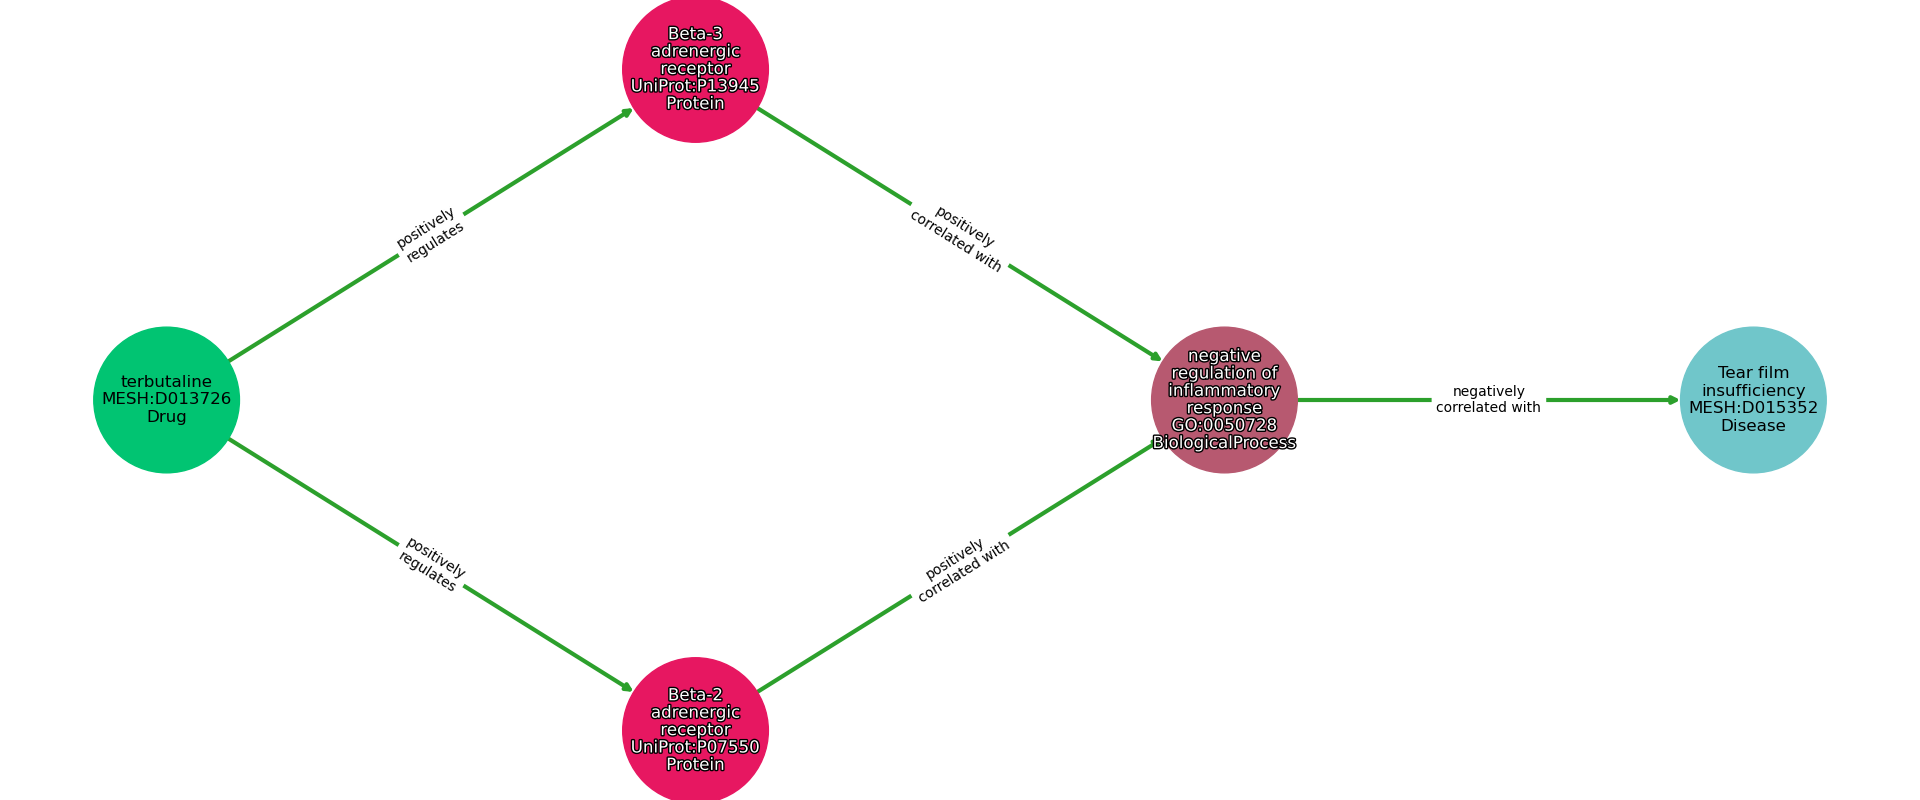 Beta-3
adrenergic
receptor
UniProt:P13945
Protein
positively
regulates
positively
correlated with
terbutaline
MESH:D013726
Drug
negative
regulation of
inflammatory
response
GO:0050728
BiologicalProcess
negatively
correlated with
Tear film
insufficiency
MESH:D015352
Disease
positively
regulates
positively
correlated with
Beta-2
adrenergic
receptor
UniProt:P07550
Protein